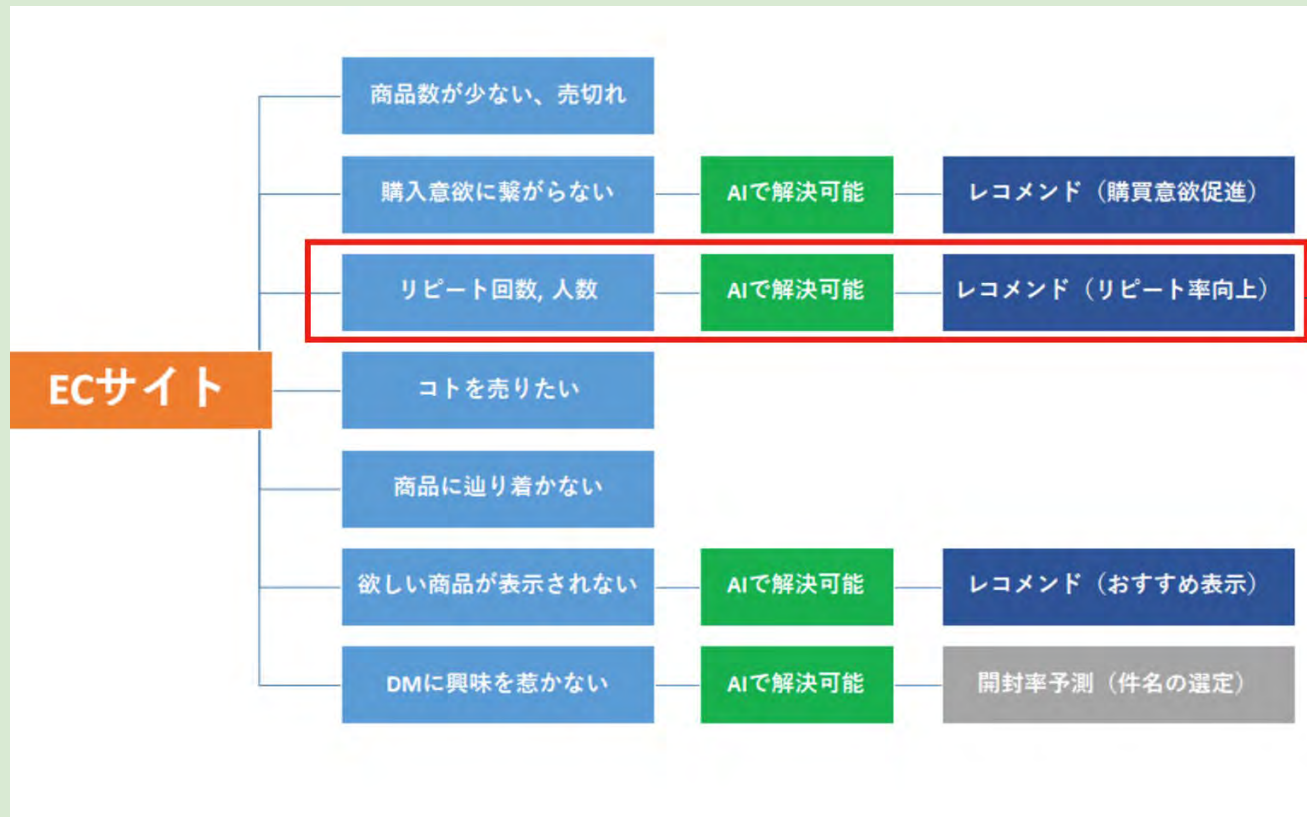 商品数が少ない、売切れ
購入意欲に繋がらない
AIで解決可能
レコメンド（購買意欲促進）
リピート回数, 人数
AIで解決可能
レコメンド（リピート率向上）
ECサイト
コトを売りたい
商品に辿り着かない
欲しい商品が表示されない
AIで解決可能
レコメンド（おすすめ表示）
DMに興味を惹かない
AIで解決可能
開封率予測（件名の選定）